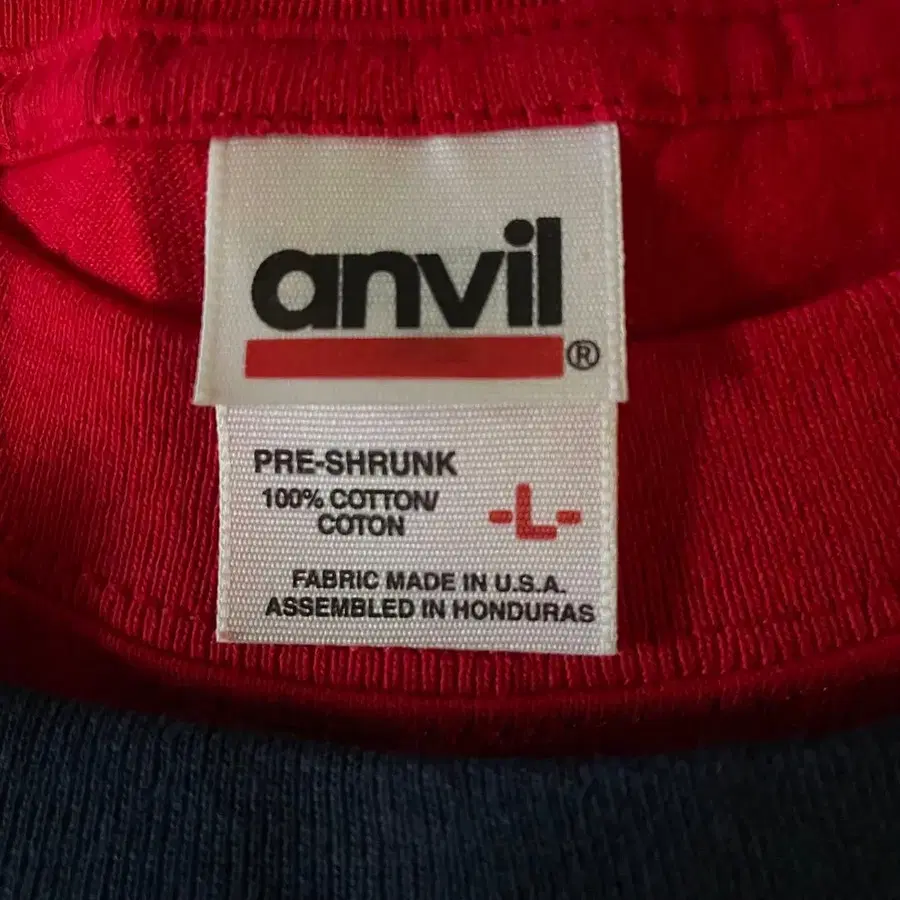 anvil
®
PRE-SHRUNK
100% COTTON/
COTON
-L-
FABRIC MADE IN U.S.A.
ASSEMBLED IN HONDURAS